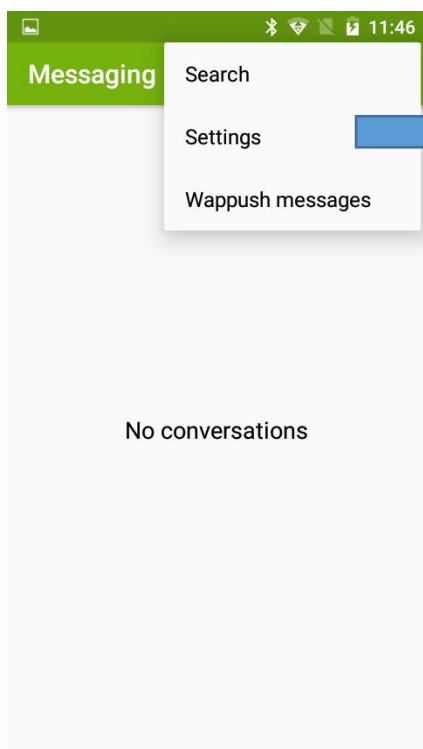 11:46
Messaging
Search
Settings
Wappush messages
No conversations